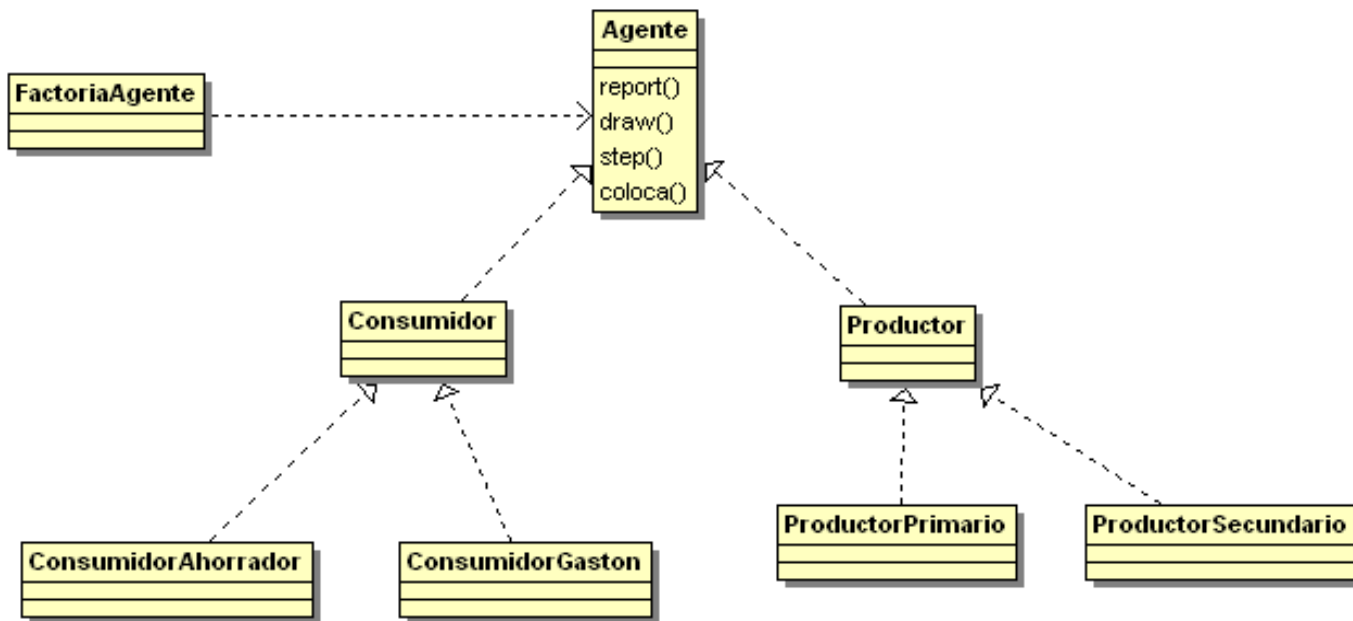 Agente
report()
draw()
step()
coloca()
FactoriaAgente
Consumidor
Productor
ConsumidorAhorrador
ConsumidorGaston
ProductorPrimario
ProductorSecundario